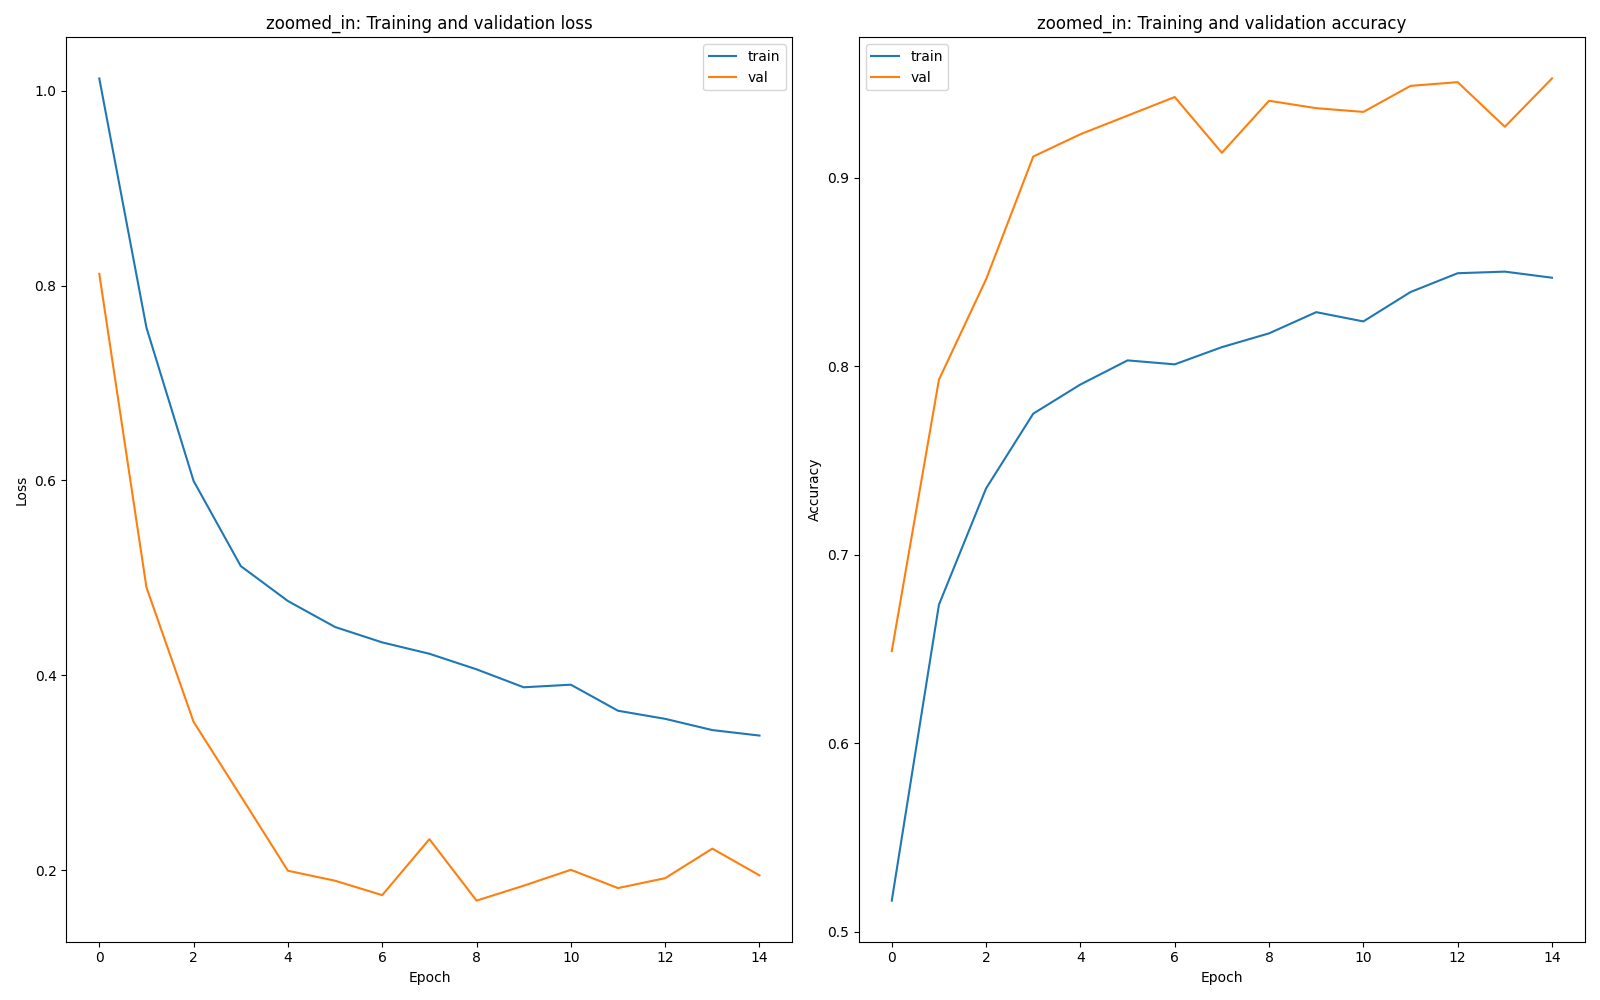 zoomed_in: Training and validation loss
train
val
1.0
0.8
0.6
0.4
0.2
Loss
0 2 4 6 8 10 12 14
Epoch
zoomed_in: Training and validation accuracy
train
val
0.9
0.8
0.7
0.6
0.5
Accuracy
0 2 4 6 8 10 12 14
Epoch